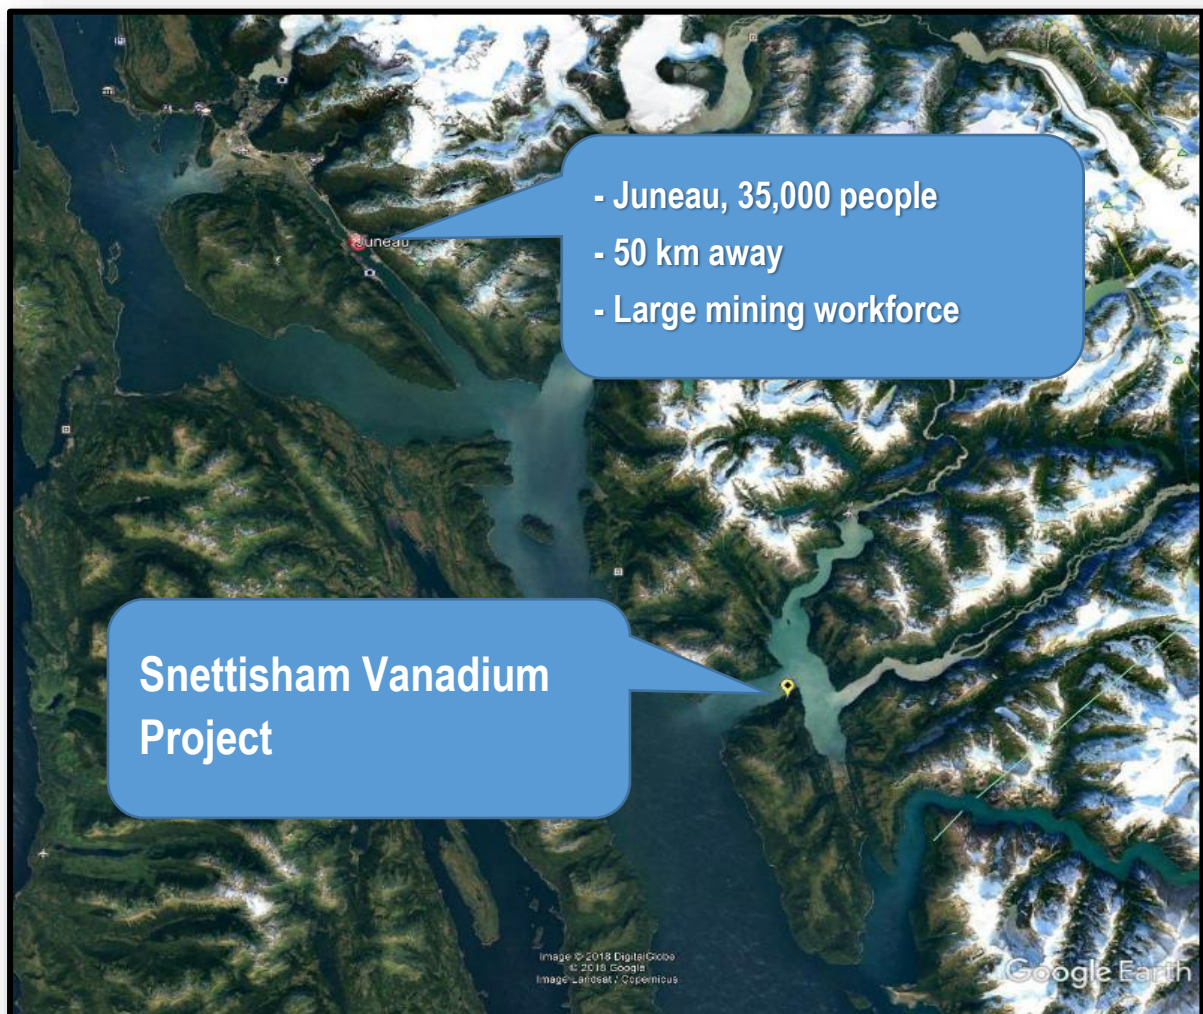 - Juneau, 35,000 people
- 50 km away
- Large mining workforce
Juneau
Snettisham Vanadium
Project
Image © 2018 DigitalGlobe
© 2018 Google
Image Landsat / Copernicus
Google Earth